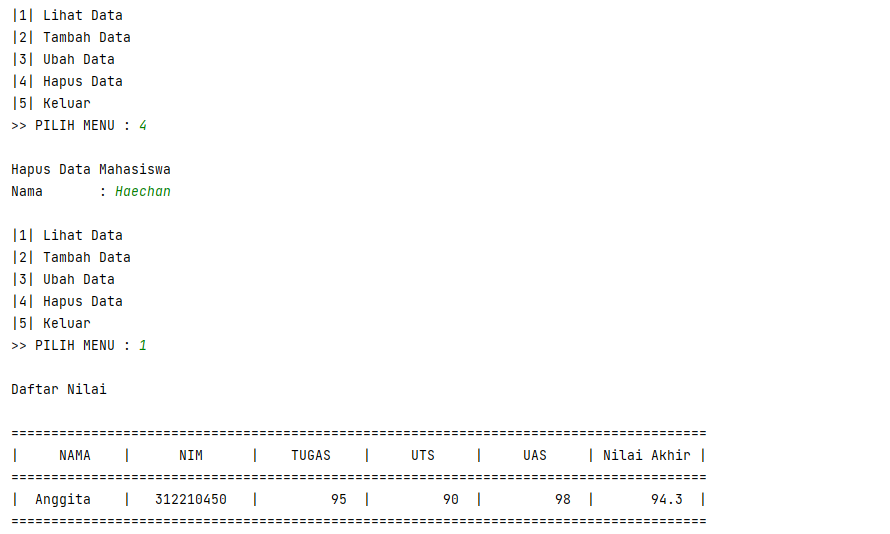 |1| Lihat Data
|2| Tambah Data
|3| Ubah Data
|4| Hapus Data
|5| Keluar
>> PILIH MENU : 4
Hapus Data Mahasiswa
Nama       : Haechan
|1| Lihat Data
|2| Tambah Data
|3| Ubah Data
|4| Hapus Data
|5| Keluar
>> PILIH MENU : 1
Daftar Nilai
=======================================================================================
|     NAMA    |      NIM      |    TUGAS    |     UTS     |     UAS     | Nilai Akhir |
=======================================================================================
|  Anggita    |   312210450   |         95  |         90  |         98  |       94.3  |
=======================================================================================